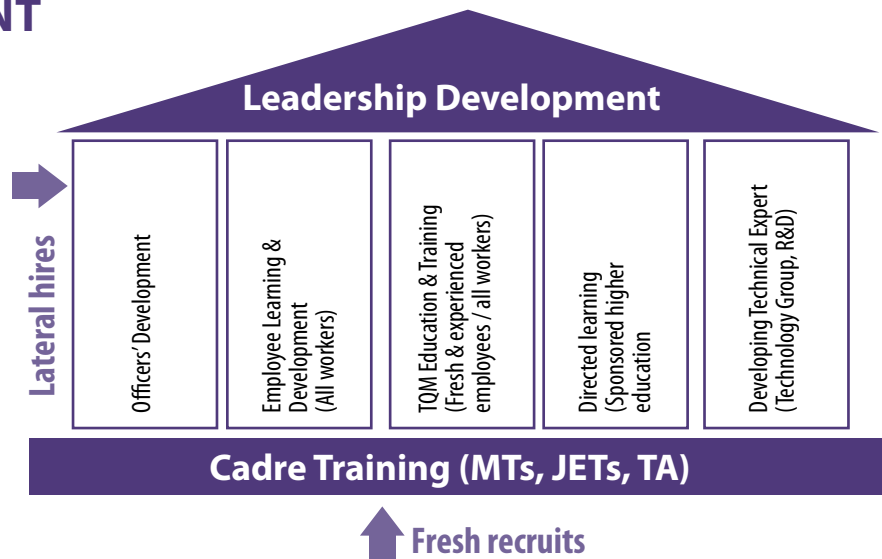 NT
Leadership Development
Lateral hires
Officers' Development
Employee Learning &
Development
(All workers)
TQM Education & Training
(Fresh & experienced
employees / all workers)
Directed learning
(Sponsored higher
education
Developing Technical Expert
(Technology Group, R&D)
Cadre Training (MTs, JETs, TA)
Fresh recruits